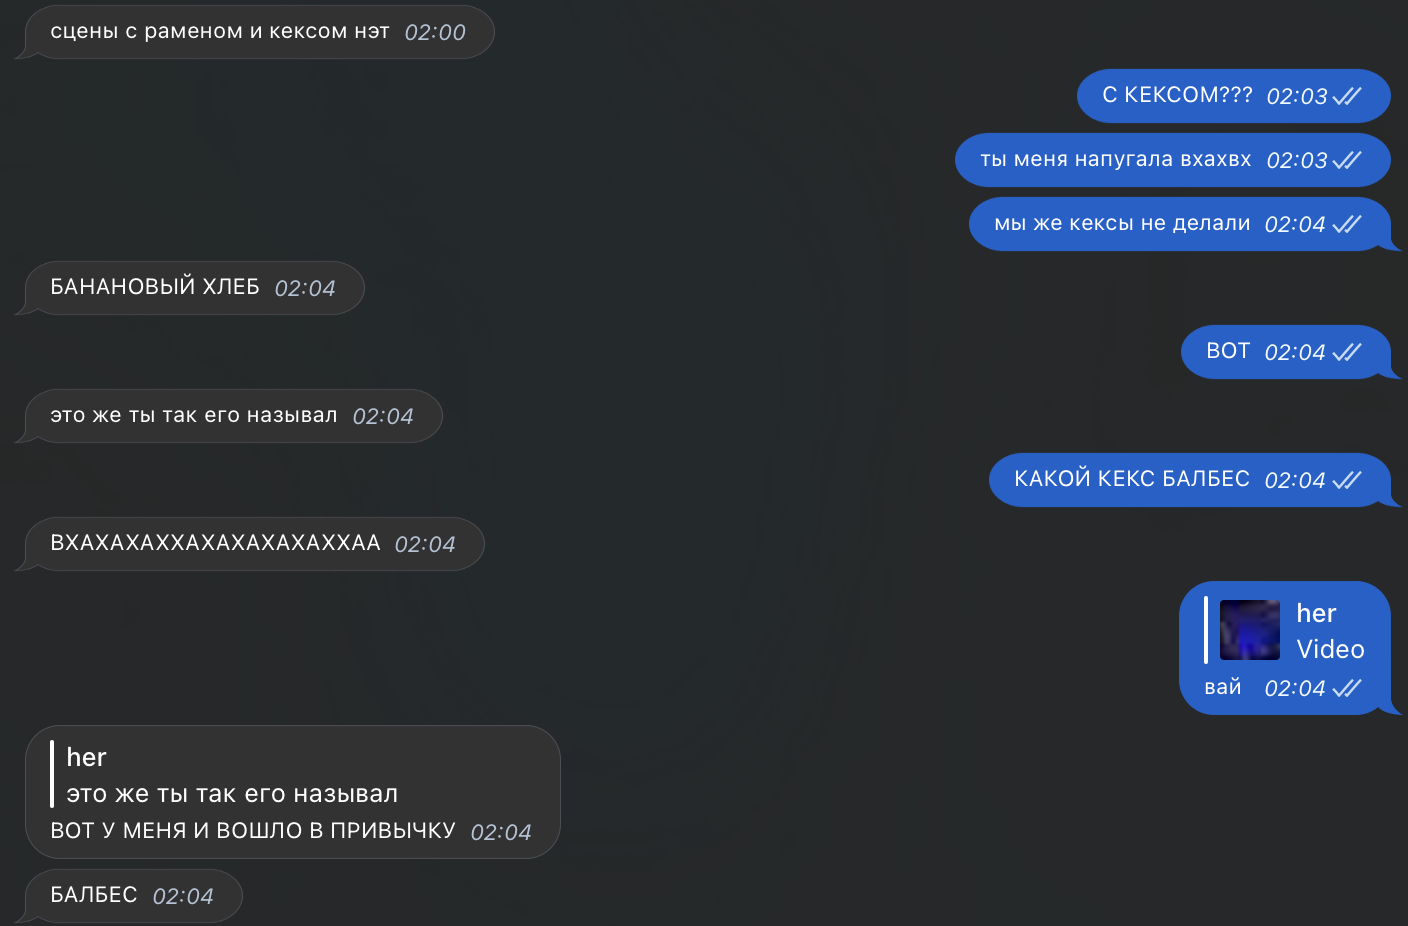 сцены с раменом и кексом нэт 02:00
С КЕКСОМ??? 02:03
ты меня напугала вхахвх 02:03
мы же кексы не делали 02:04
БАНАНОВЫЙ ХЛЕБ 02:04
ВОТ 02:04
это же ты так его называл 02:04
КАКОЙ КЕКС БАЛБЕС 02:04
ВХАХАХАХХАХАХАХАХАХХАА 02:04
her
Video
вай 02:04
her
это же ты так его называл
ВОТ У МЕНЯ И ВОШЛО В ПРИВЫЧКУ 02:04
БАЛБЕС 02:04